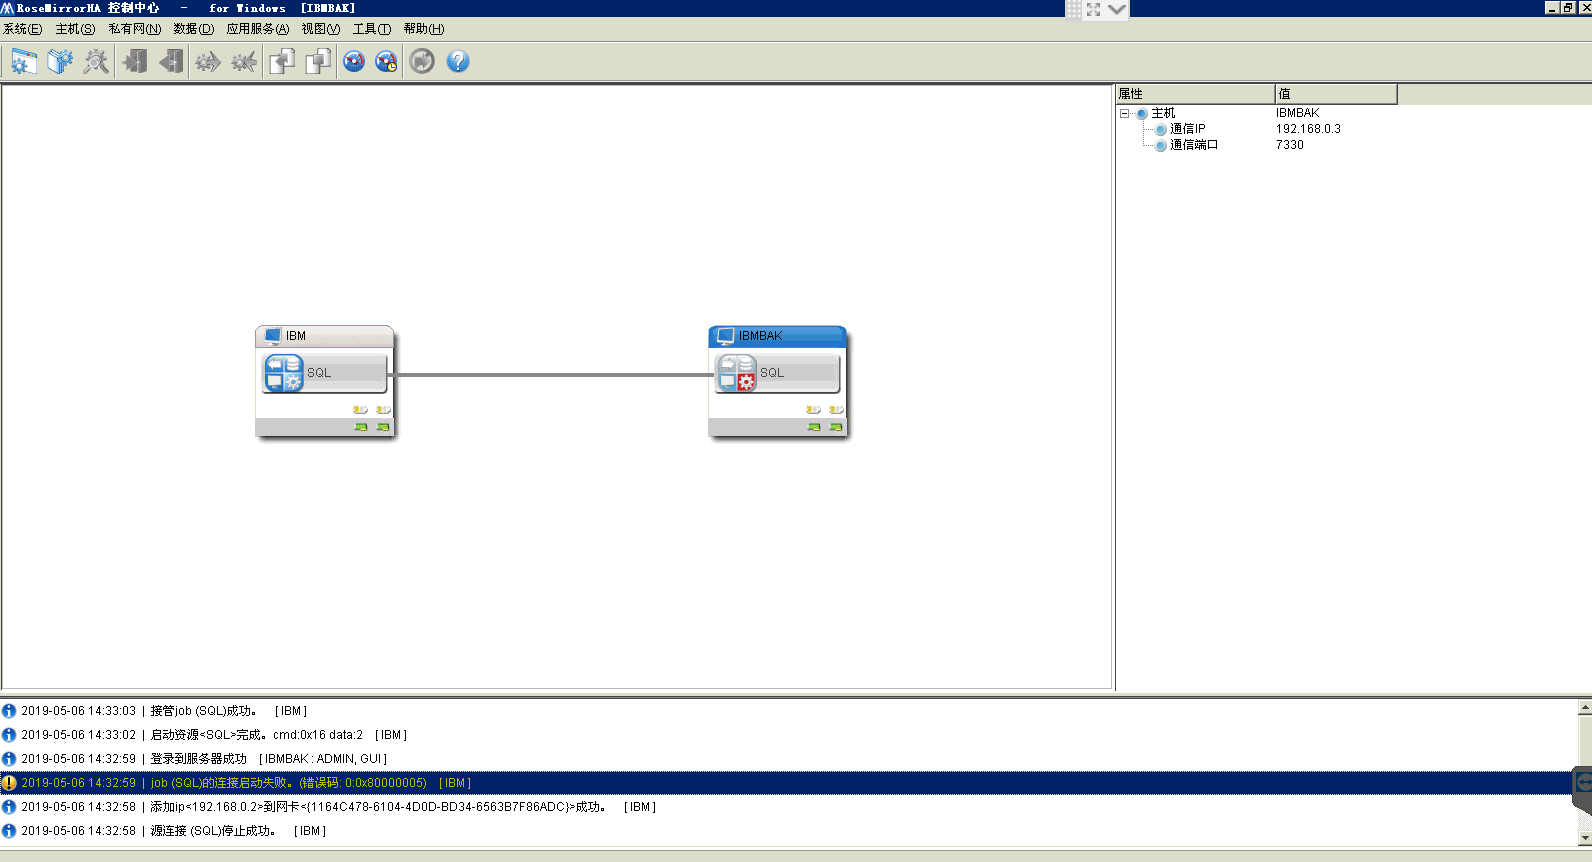 RoseMirrorHA 控制中心 - for Windows [IBMBAK]
系统(E) 主机(S) 私有网(N) 数据(D) 应用服务(A) 视图(V) 工具(T) 帮助(H)
属性 值
主机 IBMBAK
通信IP 192.168.0.3
通信端口 7330
IBM
SQL
IBMBAK
SQL
2019-05-06 14:33:03 | 接管job (SQL)成功。 [ IBM ]
2019-05-06 14:33:02 | 启动资源<SQL>完成。cmd:0x16 data:2 [ IBM ]
2019-05-06 14:32:59 | 登录到服务器成功 [ IBMBAK : ADMIN, GUI ]
2019-05-06 14:32:59 | job (SQL)的连接启动失败。(错误码: 0:0x80000005) [ IBM ]
2019-05-06 14:32:58 | 添加ip<192.168.0.2>到网卡<{1164C478-6104-4D0D-BD34-6563B7F86ADC}>成功。 [ IBM ]
2019-05-06 14:32:58 | 源连接 (SQL)停止成功。 [ IBM ]